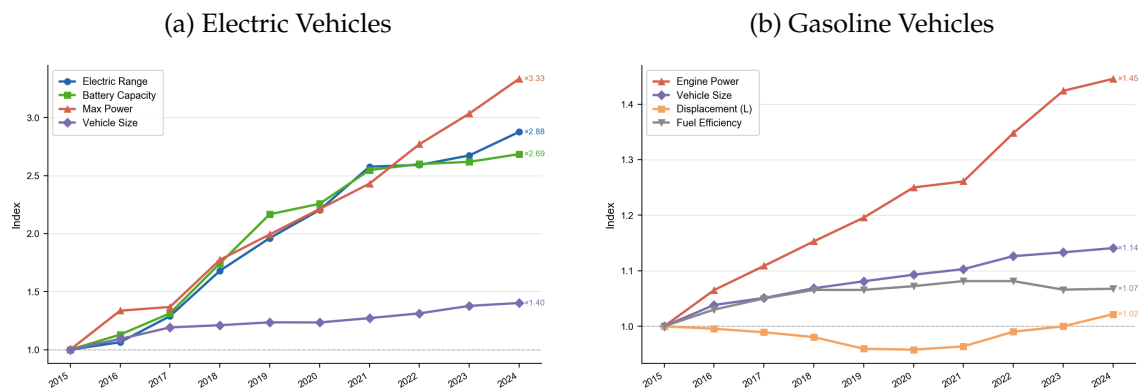 (a) Electric Vehicles
Electric Range
Battery Capacity
Max Power
Vehicle Size
Index
3.0
2.5
2.0
1.5
1.0
×3.33
×2.88
×2.69
×1.40
2015 2016 2017 2018 2019 2020 2021 2022 2023 2024
(b) Gasoline Vehicles
Engine Power
Vehicle Size
Displacement (L)
Fuel Efficiency
Index
1.4
1.3
1.2
1.1
1.0
×1.45
×1.14
×1.07
×1.02
2015 2016 2017 2018 2019 2020 2021 2022 2023 2024